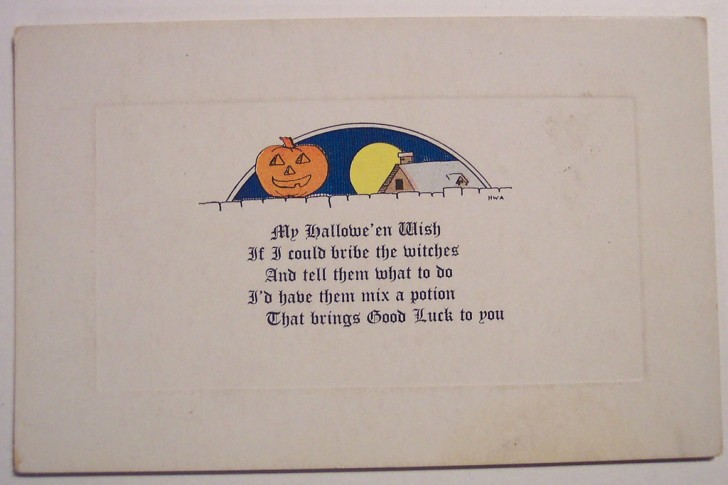 HWA
My Hallowe'en Wish
If I could bribe the witches
And tell them what to do
I'd have them mix a potion
That brings Good Luck to you